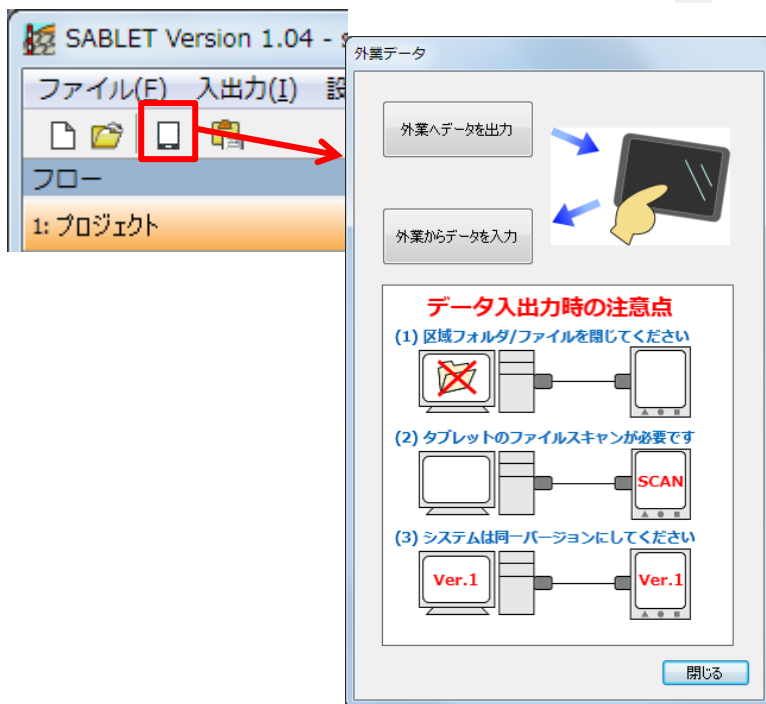 SABLET Version 1.04 -
ファイル(F) 入出力(I) 設
フロー
1: プロジェクト
外業データ
外業へデータを出力
外業からデータを入力
データ入出力時の注意点
(1) 区域フォルダ/ファイルを閉じてください
(2) タブレットのファイルスキャンが必要です
SCAN
(3) システムは同一バージョンにしてください
Ver.1 Ver.1
閉じる